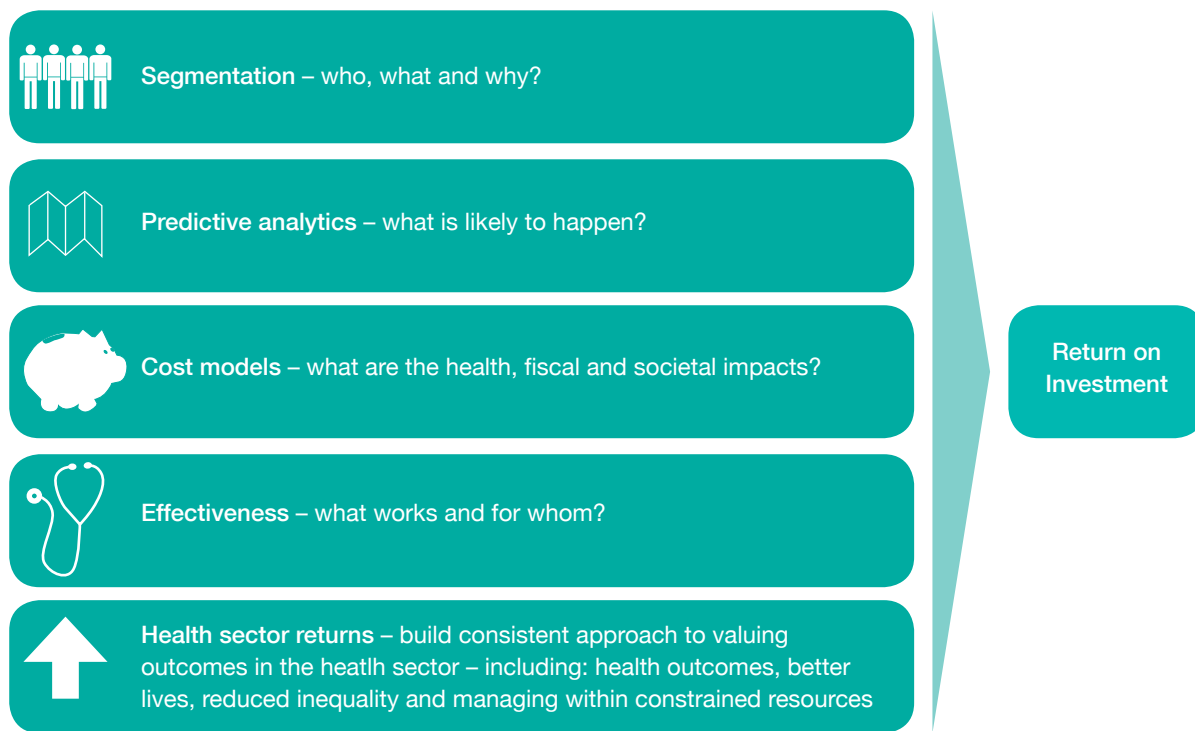 Segmentation – who, what and why?
Predictive analytics – what is likely to happen?
Cost models – what are the health, fiscal and societal impacts?
Effectiveness – what works and for whom?
Health sector returns – build consistent approach to valuing
outcomes in the heatlh sector – including: health outcomes, better
lives, reduced inequality and managing within constrained resources
Return on
Investment